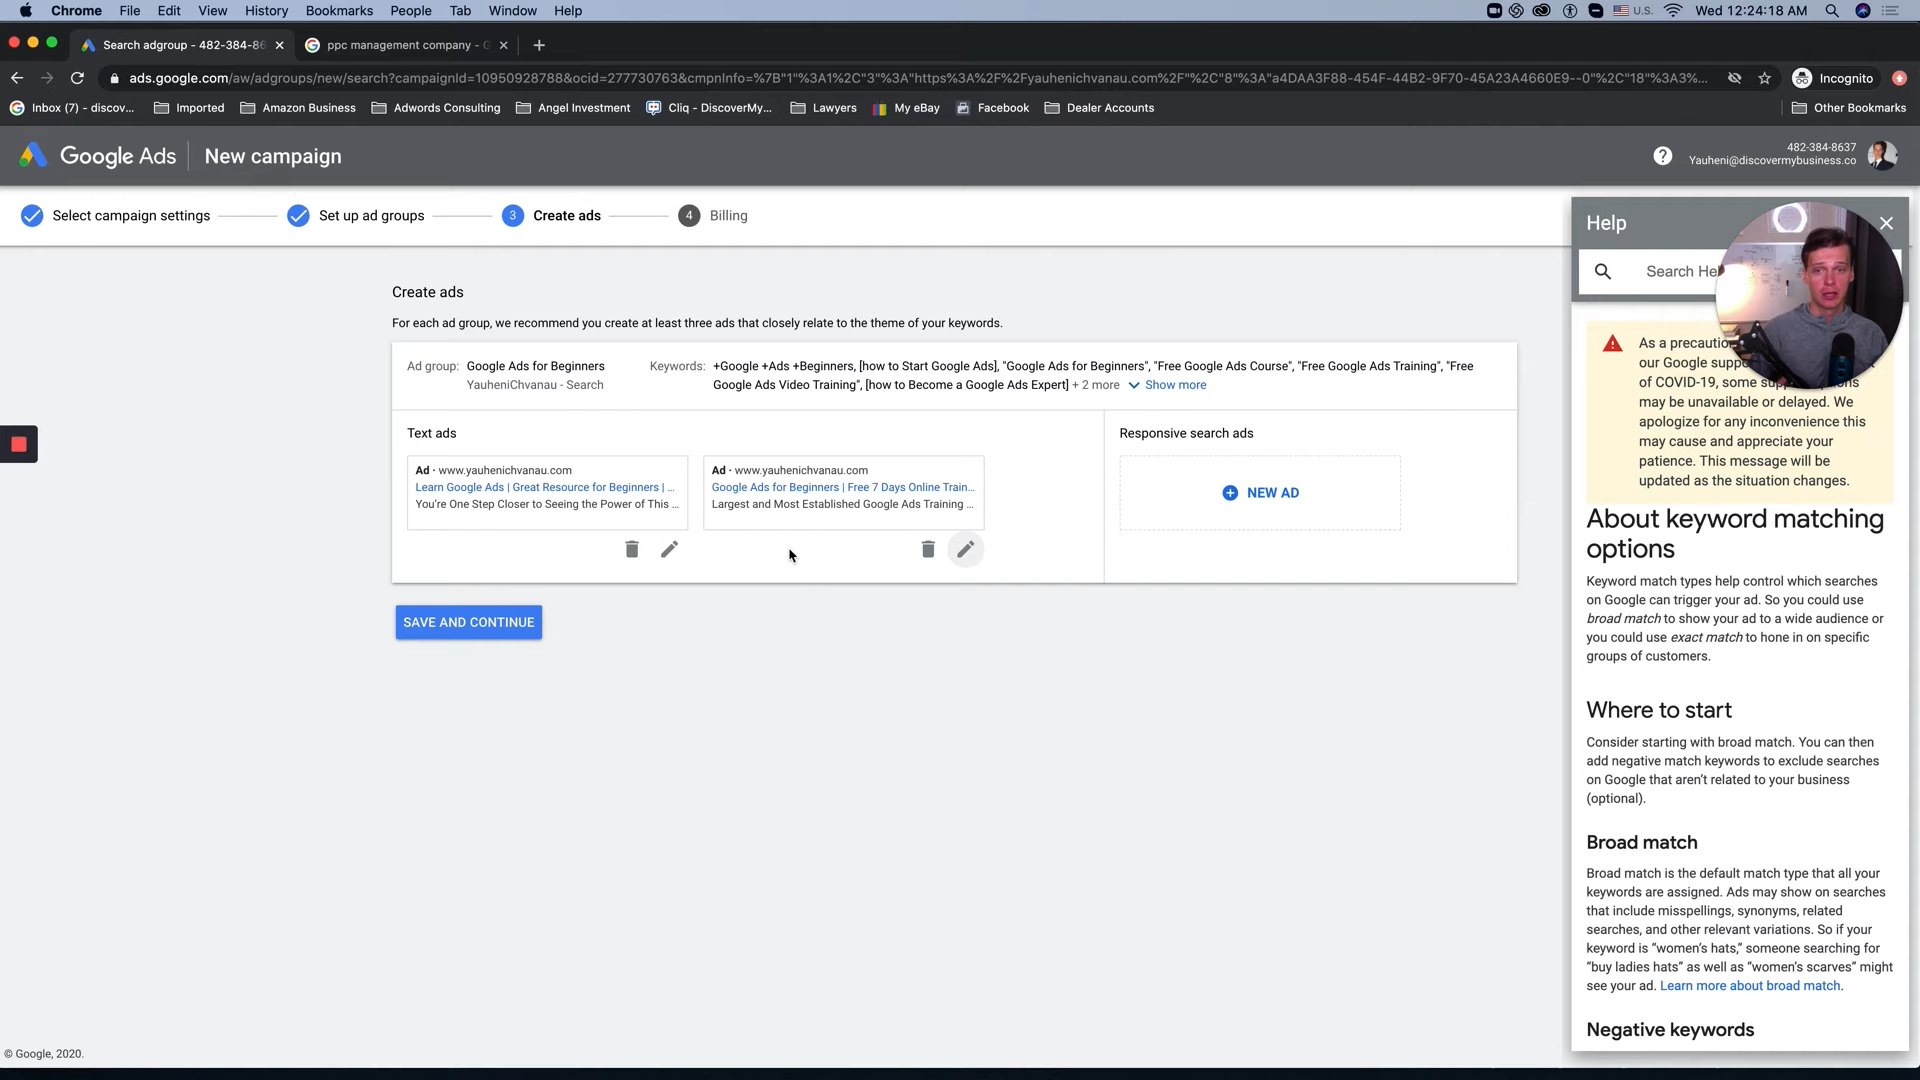 Chrome File Edit View History Bookmarks People Tab Window Help U.S. Wed 12:24:18 AM
Search adgroup - 482-384-86 ppc management company - G
ads.google.com/aw/adgroups/new/search?campaignId=10950928788&ocid=277730763&cmpnInfo=%7B"1"%3A1%2C"3"%3A"https%3A%2F%2Fyauhenichvanau.com%2F"%2C"8"%3A"a4DAA3F88-454F-44B2-9F70-45A23A4660E9--0"%2C"18"%3A3%... Incognito
Inbox (7) - discov... Imported Amazon Business Adwords Consulting Angel Investment Cliq - DiscoverMy... Lawyers My eBay Facebook Dealer Accounts Other Bookmarks
Google Ads New campaign
482-384-8637
Yauheni@discovermybusiness.co
Select campaign settings Set up ad groups 3 Create ads 4 Billing
Create ads
For each ad group, we recommend you create at least three ads that closely relate to the theme of your keywords.
Ad group: Google Ads for Beginners
YauheniChvanau - Search
Keywords: +Google +Ads +Beginners, [how to Start Google Ads], "Google Ads for Beginners", "Free Google Ads Course", "Free Google Ads Training", "Free
Google Ads Video Training", [how to Become a Google Ads Expert] + 2 more Show more
Text ads
Ad · www.yauhenichvanau.com
Learn Google Ads | Great Resource for Beginners | ...
You're One Step Closer to Seeing the Power of This ...
Ad · www.yauhenichvanau.com
Google Ads for Beginners | Free 7 Days Online Train...
Largest and Most Established Google Ads Training ...
Responsive search ads
NEW AD
SAVE AND CONTINUE
Help
Search He
As a precautio
our Google suppo
of COVID-19, some
may be unavailable or delayed. We
apologize for any inconvenience this
may cause and appreciate your
patience. This message will be
updated as the situation changes.
About keyword matching
options
Keyword match types help control which searches
on Google can trigger your ad. So you could use
broad match to show your ad to a wide audience or
you could use exact match to hone in on specific
groups of customers.
Where to start
Consider starting with broad match. You can then
add negative match keywords to exclude searches
on Google that aren't related to your business
(optional).
Broad match
Broad match is the default match type that all your
keywords are assigned. Ads may show on searches
that include misspellings, synonyms, related
searches, and other relevant variations. So if your
keyword is "women's hats," someone searching for
"buy ladies hats" as well as "women's scarves" might
see your ad. Learn more about broad match.
Negative keywords
© Google, 2020.